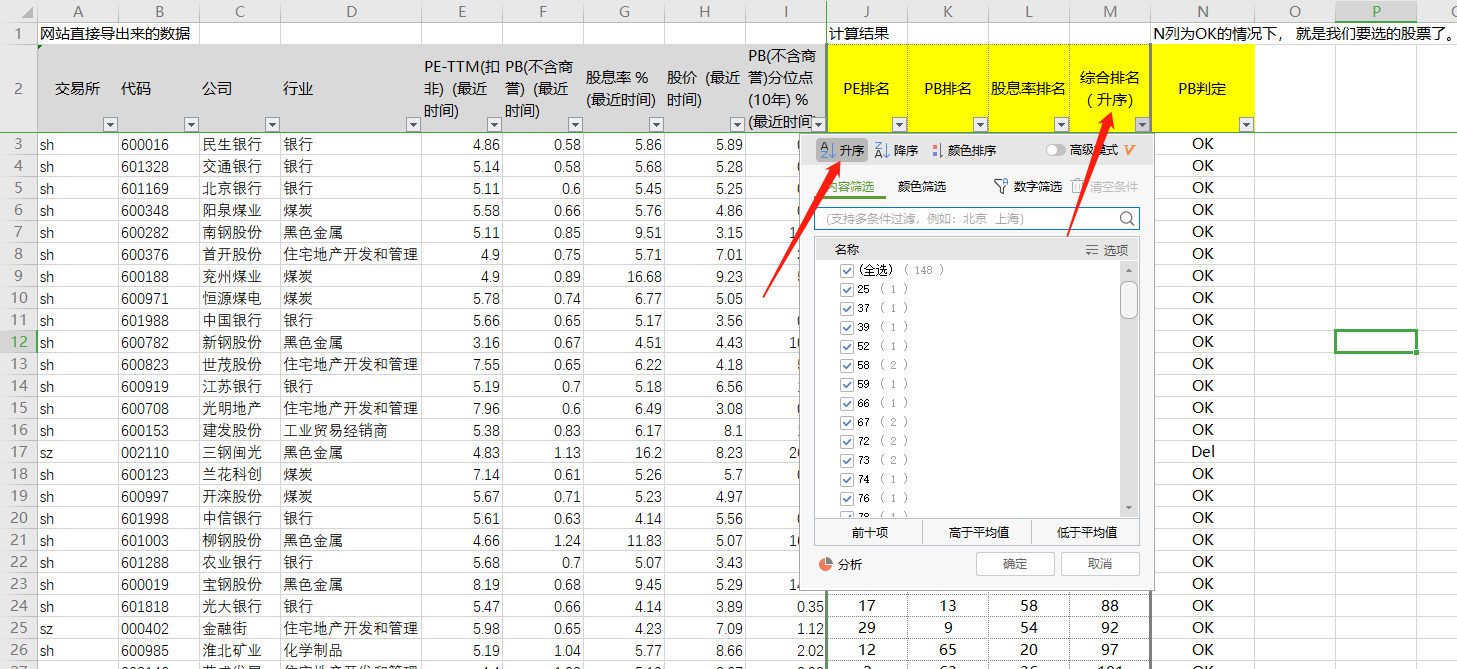 A B C D E F G H I J K L M N O P
1 网站直接导出来的数据 计算结果 N列为OK的情况下， 就是我们要选的股票了。
2 交易所 代码 公司 行业 PE-TTM(扣非)（最近时间) PB(不含商誉)（最近时间) 股息率 % (最近时间) 股价（最近时间) PB(不含商誉)分位点(10年) % (最近时间 PE排名 PB排名 股息率排名 综合排名（ 升序) PB判定
3 sh 600016 民生银行 银行 4.86 0.58 5.86 5.89 OK
4 sh 601328 交通银行 银行 5.14 0.58 5.68 5.28 OK
5 sh 601169 北京银行 银行 5.11 0.6 5.45 5.25 OK
6 sh 600348 阳泉煤业 煤炭 5.58 0.66 5.76 4.86 OK
7 sh 600282 南钢股份 黑色金属 5.11 0.85 9.51 3.15 OK
8 sh 600376 首开股份 住宅地产开发和管理 4.9 0.75 5.71 7.01 OK
9 sh 600188 兖州煤业 煤炭 4.9 0.89 16.68 9.23 OK
10 sh 600971 恒源煤电 煤炭 5.78 0.74 6.77 5.05 OK
11 sh 601988 中国银行 银行 5.66 0.65 5.17 3.56 OK
12 sh 600782 新钢股份 黑色金属 3.16 0.67 4.51 4.43 OK
13 sh 600823 世茂股份 住宅地产开发和管理 7.55 0.65 6.22 4.18 OK
14 sh 600919 江苏银行 银行 5.19 0.7 5.18 6.56 OK
15 sh 600708 光明地产 住宅地产开发和管理 7.96 0.6 6.49 3.08 OK
16 sh 600153 建发股份 工业贸易经销商 5.38 0.83 6.17 8.1 OK
17 sz 002110 三钢闽光 黑色金属 4.83 1.13 16.2 8.23 Del
18 sh 600123 兰花科创 煤炭 7.14 0.61 5.26 5.7 OK
19 sh 600997 开滦股份 煤炭 5.67 0.71 5.23 4.97 OK
20 sh 601998 中信银行 银行 5.61 0.63 4.14 5.56 OK
21 sh 601003 柳钢股份 黑色金属 4.66 1.24 11.83 5.07 OK
22 sh 601288 农业银行 银行 5.68 0.7 5.07 3.43 OK
23 sh 600019 宝钢股份 黑色金属 8.19 0.68 9.45 5.29 OK
24 sh 601818 光大银行 银行 5.47 0.66 4.14 3.89 0.35 17 13 58 88 OK
25 sz 000402 金融街 住宅地产开发和管理 5.98 0.65 4.23 7.09 1.12 29 9 54 92 OK
26 sh 600985 淮北矿业 化学制品 5.19 1.04 5.77 8.66 2.02 12 65 20 97 OK
升序 降序 颜色排序 高级模式
内容筛选 颜色筛选 数字筛选 清空条件
(支持多条件过滤，例如：北京 上海)
名称 选项
(全选)（ 148 ）
25 （ 1 ）
37 （ 1 ）
39 （ 1 ）
52 （ 1 ）
58 （ 2 ）
59 （ 1 ）
66 （ 1 ）
67 （ 2 ）
72 （ 2 ）
73 （ 2 ）
74 （ 1 ）
76 （ 1 ）
前十项 高于平均值 低于平均值
分析 确定 取消